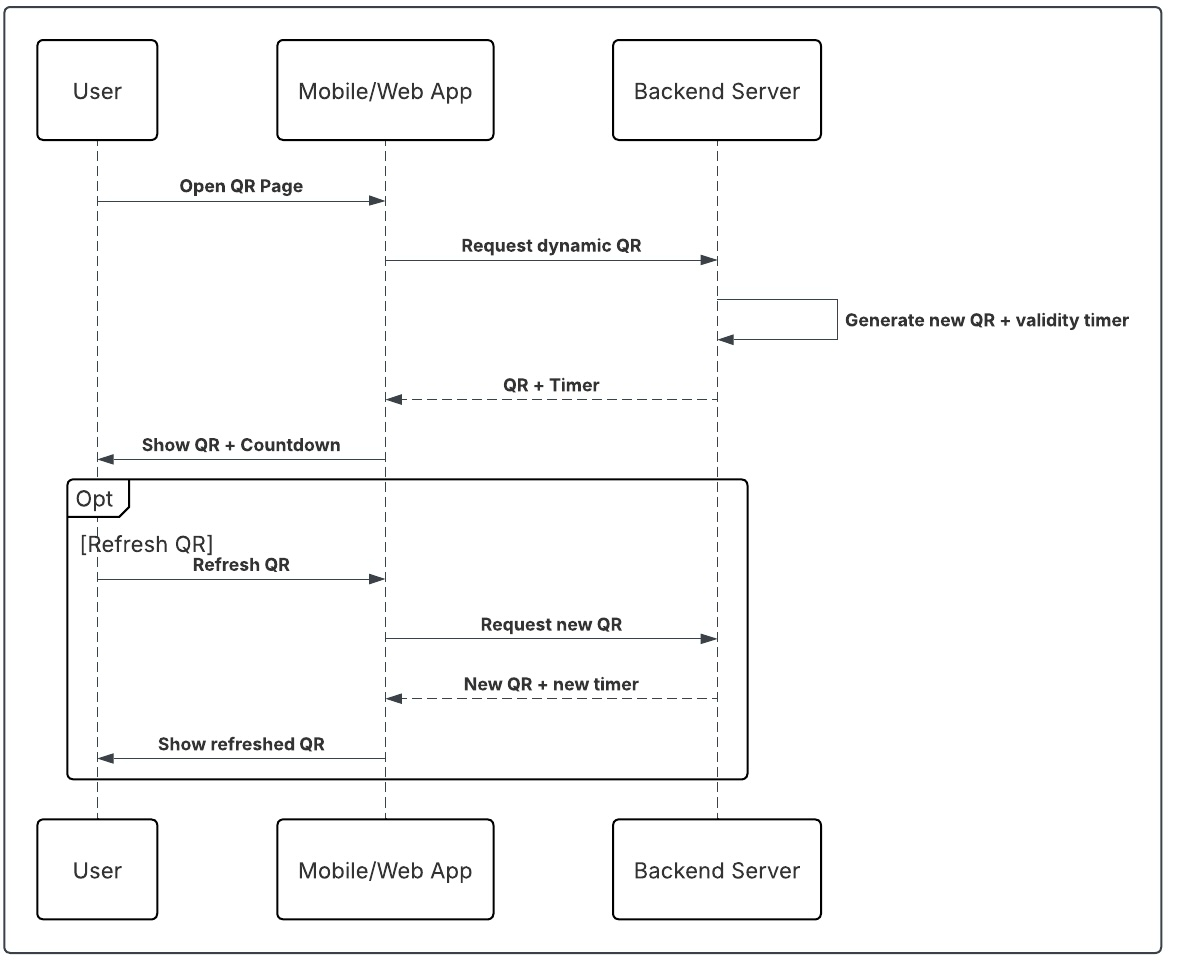 User
Mobile/Web App
Backend Server
Open QR Page
Request dynamic QR
Generate new QR + validity timer
QR + Timer
Show QR + Countdown
Opt
[Refresh QR]
Refresh QR
Request new QR
New QR + new timer
Show refreshed QR
User
Mobile/Web App
Backend Server